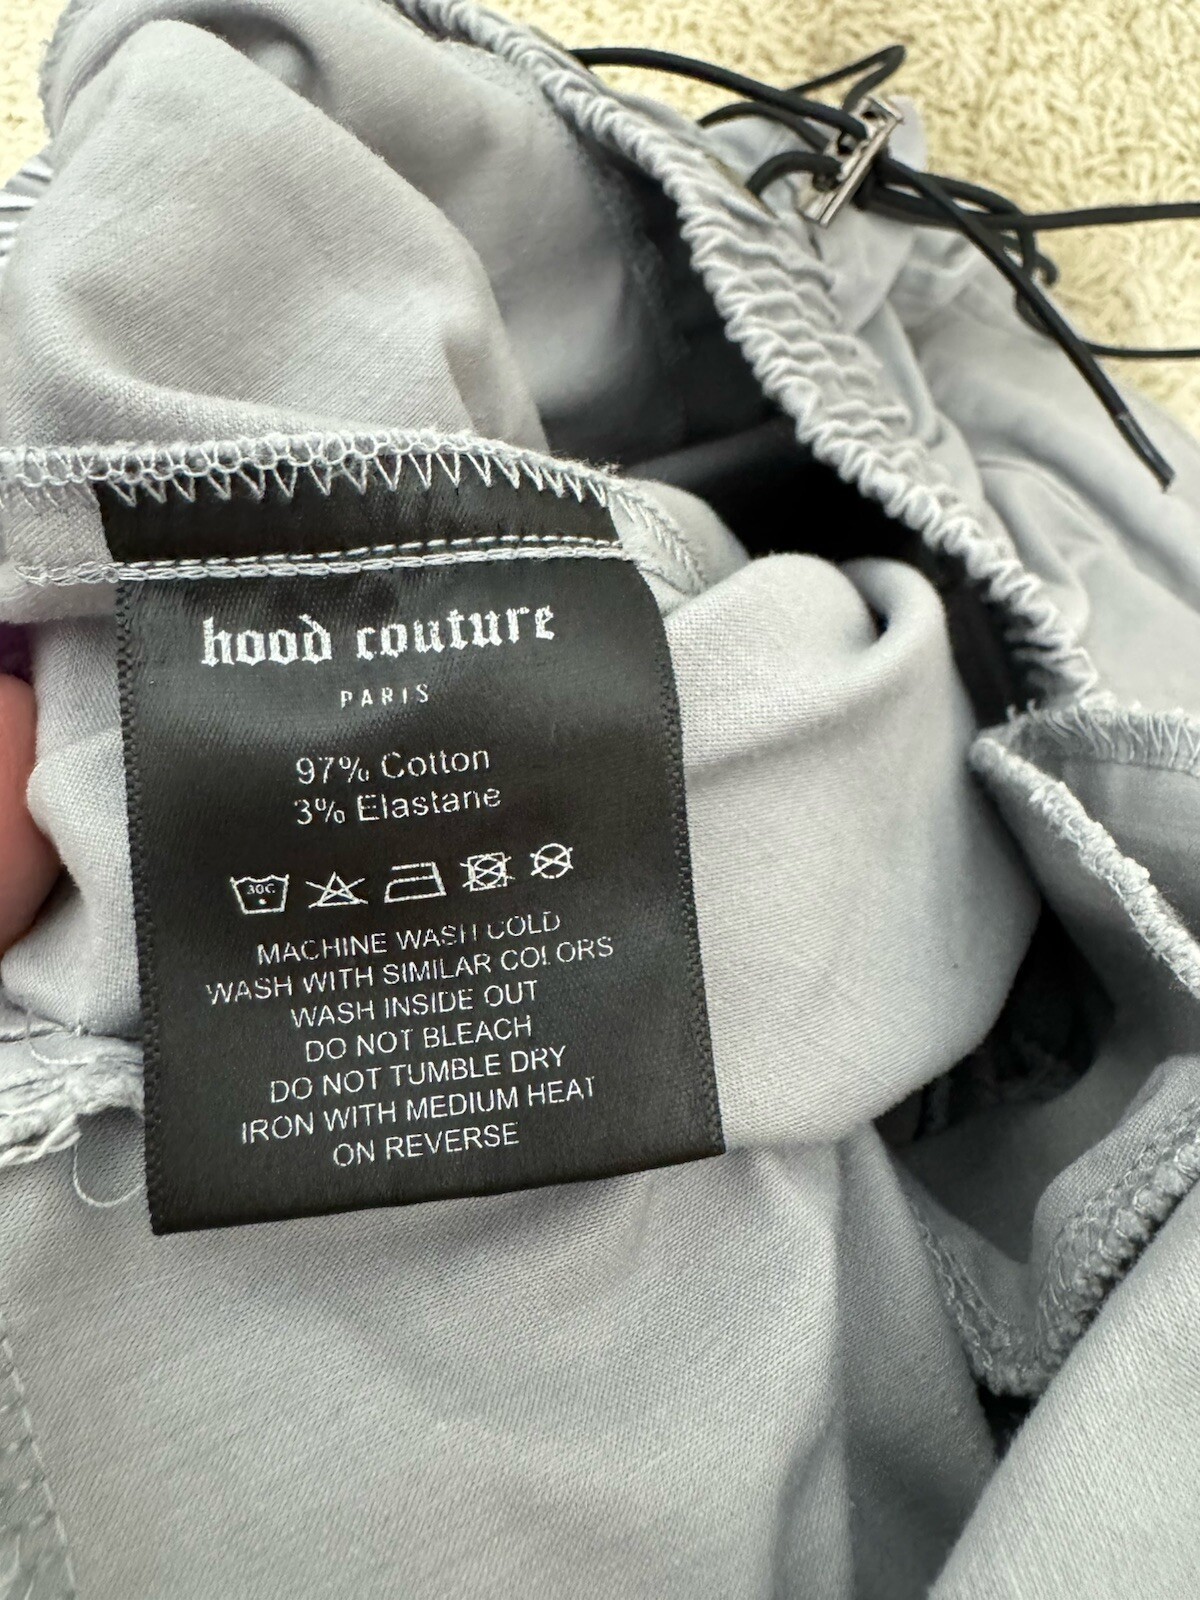 hood couture
PARIS
97% Cotton
3% Elastane
30C
MACHINE WASH COLD
WASH WITH SIMILAR COLORS
WASH INSIDE OUT
DO NOT BLEACH
DO NOT TUMBLE DRY
IRON WITH MEDIUM HEAT
ON REVERSE